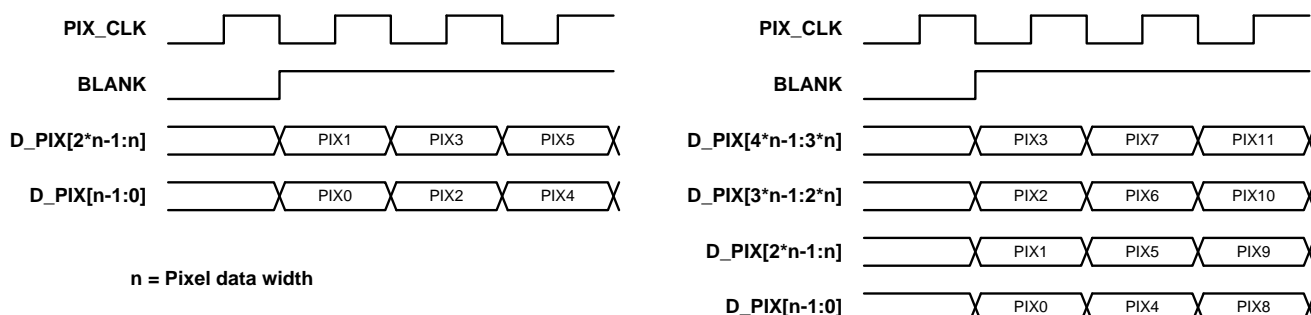 PIX_CLK
BLANK
D_PIX[2*n-1:n] PIX1 PIX3 PIX5
D_PIX[n-1:0] PIX0 PIX2 PIX4
n = Pixel data width
PIX_CLK
BLANK
D_PIX[4*n-1:3*n] PIX3 PIX7 PIX11
D_PIX[3*n-1:2*n] PIX2 PIX6 PIX10
D_PIX[2*n-1:n] PIX1 PIX5 PIX9
D_PIX[n-1:0] PIX0 PIX4 PIX8